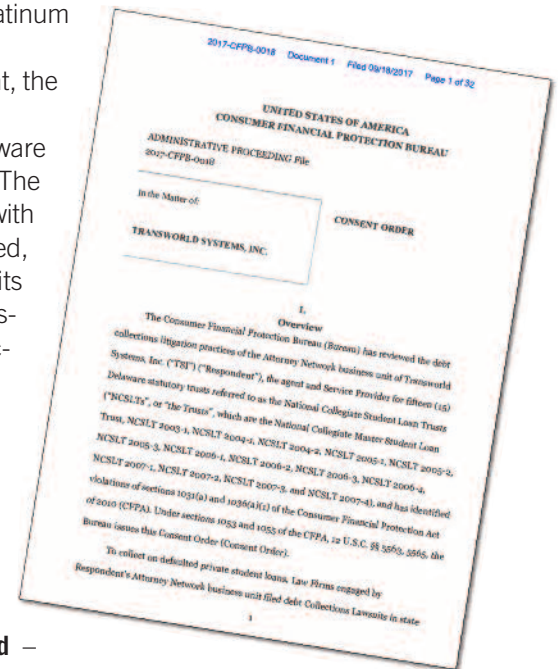 atinum
t, the
ware
The
with
ed,
its
s-
-
d –
2017-CFPB-0018 Document 1 Filed 09/18/2017 Page 1 of 32
UNITED STATES OF AMERICA
CONSUMER FINANCIAL PROTECTION BUREAU
ADMINISTRATIVE PROCEEDING File
2017-CFPB-0018
In the Matter of:
CONSENT ORDER
TRANSWORLD SYSTEMS, INC.
I.
Overview
The Consumer Financial Protection Bureau (Bureau) has reviewed the debt
collections litigation practices of the Attorney Network business unit of Transworld
Systems, Inc. ("TSI") ("Respondent"), the agent and Service Provider for fifteen (15)
Delaware statutory trusts referred to as the National Collegiate Student Loan Trusts
("NCSLTs", or "the Trusts", which are the National Collegiate Master Student Loan
Trust, NCSLT 2003-1, NCSLT 2004-1, NCSLT 2004-2, NCSLT 2005-1, NCSLT 2005-2,
NCSLT 2005-3, NCSLT 2006-1, NCSLT 2006-2, NCSLT 2006-3, NCSLT 2006-4,
NCSLT 2007-1, NCSLT 2007-2, NCSLT 2007-3, and NCSLT 2007-4), and has identified
violations of sections 1031(a) and 1036(a)(1) of the Consumer Financial Protection Act
of 2010 (CFPA). Under sections 1053 and 1055 of the CFPA, 12 U.S.C. §§ 5563, 5565, the
Bureau issues this Consent Order (Consent Order).
To collect on defaulted private student loans, Law Firms engaged by
Respondent's Attorney Network business unit filed debt Collections Lawsuits in state
1